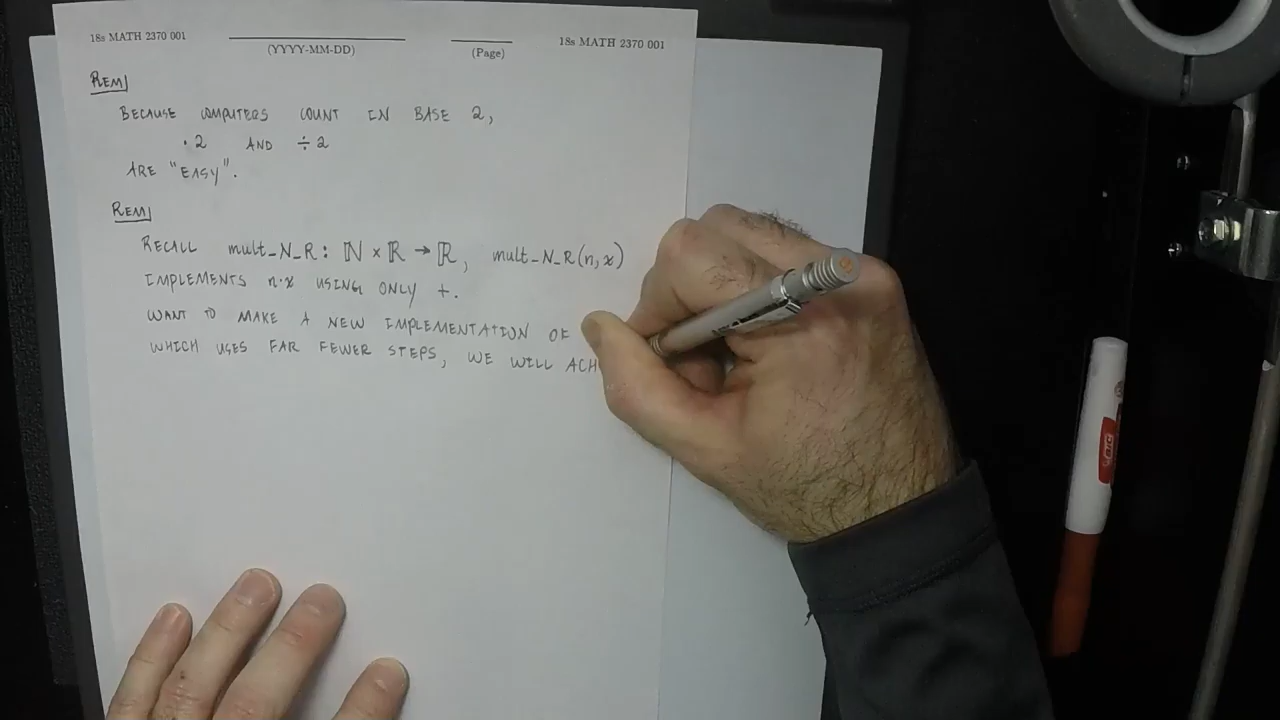 18s MATH 2370 001 (YYYY-MM-DD) (Page) 18s MATH 2370 001
REM
BECAUSE COMPUTERS COUNT IN BASE 2,
·2 AND ÷2
ARE "EASY".
REM
RECALL mult_N_R: ℕ × ℝ → ℝ, mult_N_R(n,x)
IMPLEMENTS n·x USING ONLY +.
WANT TO MAKE A NEW IMPLEMENTATION OF
WHICH USES FAR FEWER STEPS, WE WILL ACH